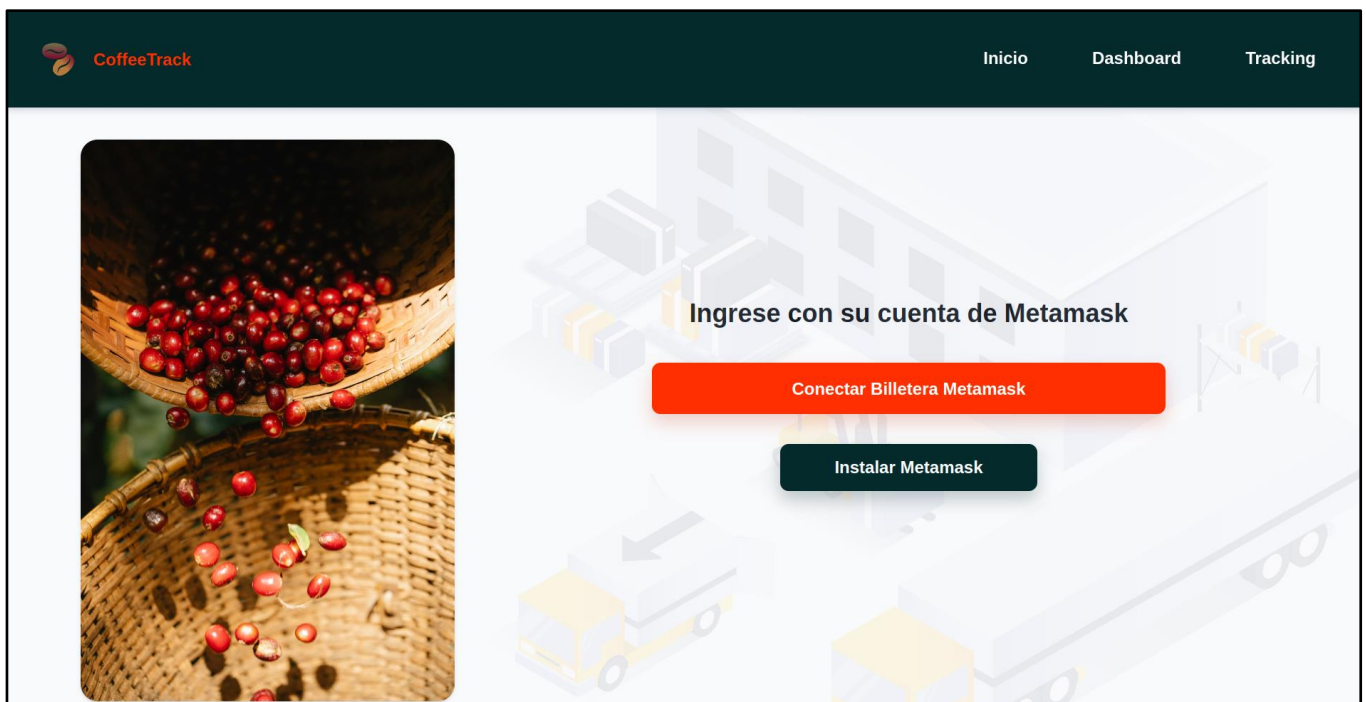 CoffeeTrack
Inicio
Dashboard
Tracking
Ingrese con su cuenta de Metamask
Conectar Billetera Metamask
Instalar Metamask